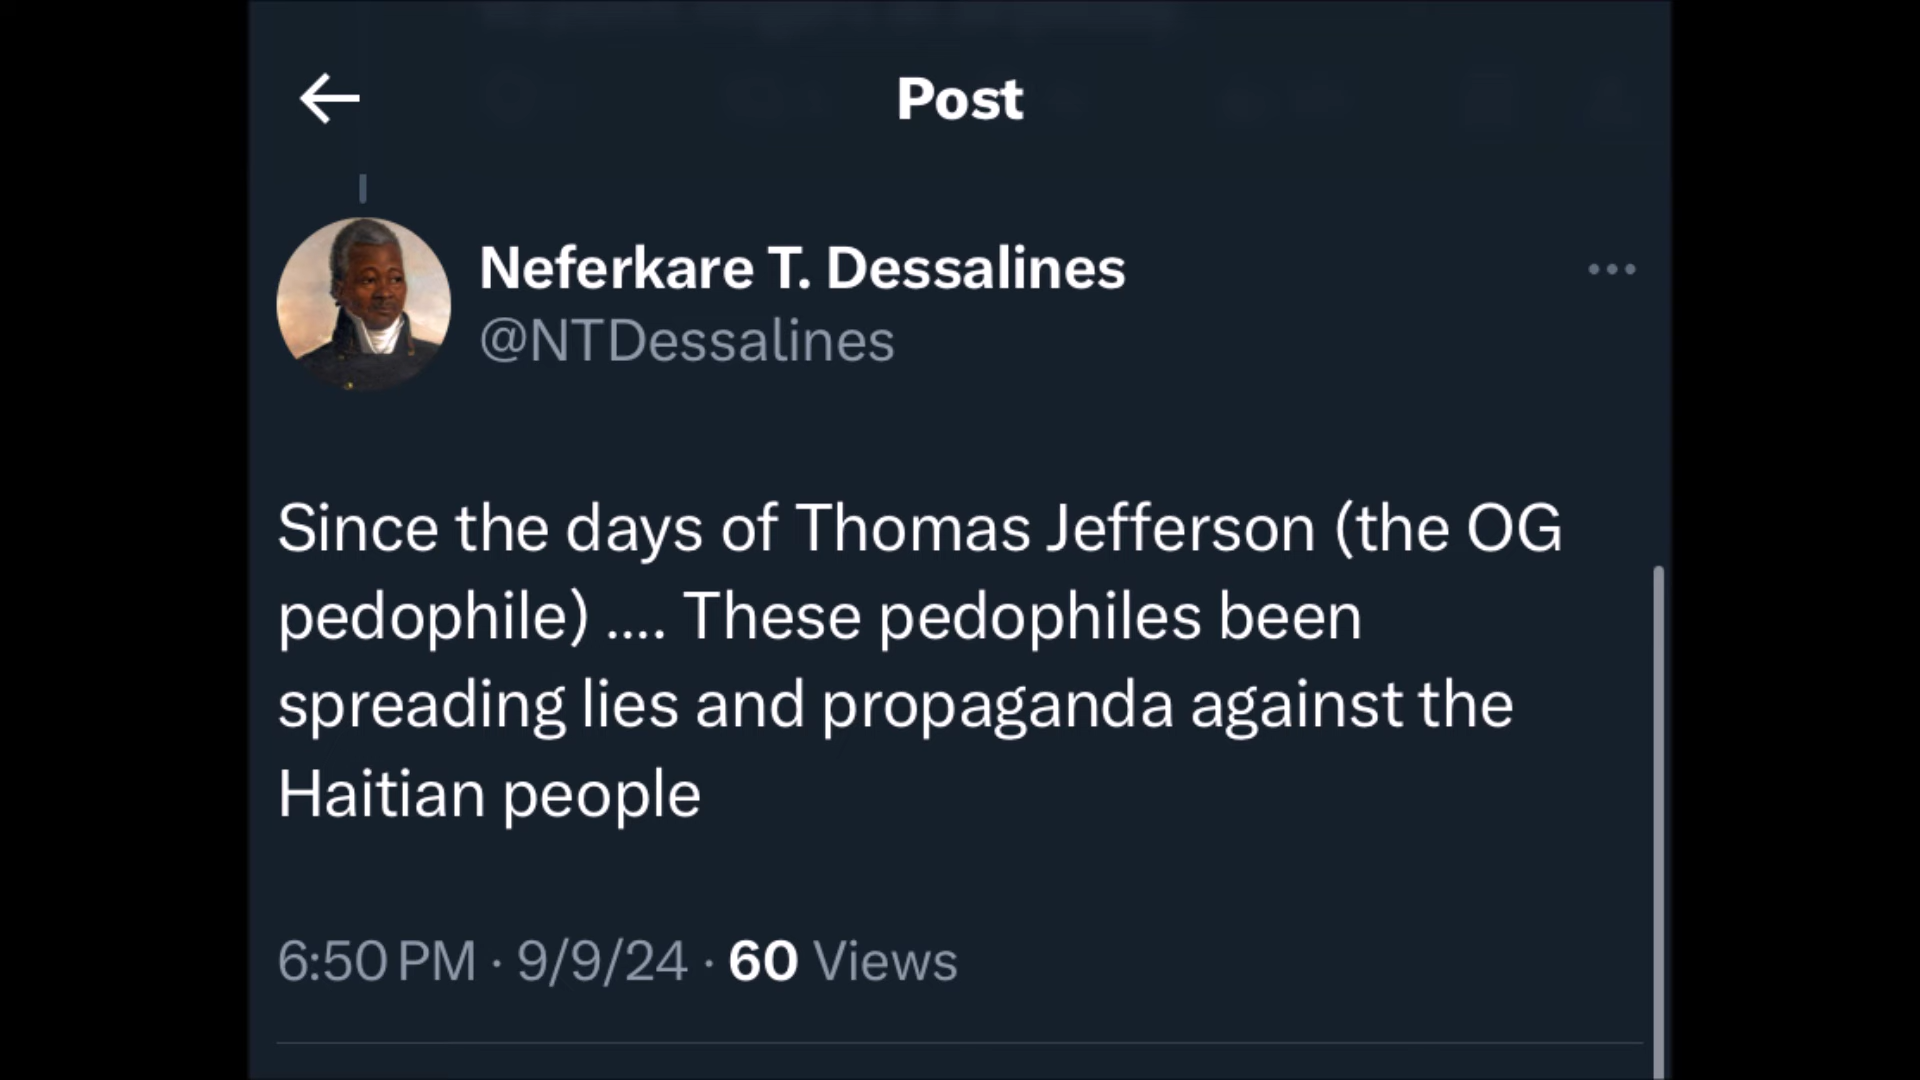 Post
Neferkare T. Dessalines
@NTDessalines
Since the days of Thomas Jefferson (the OG
pedophile) .... These pedophiles been
spreading lies and propaganda against the
Haitian people
6:50 PM · 9/9/24 · 60 Views